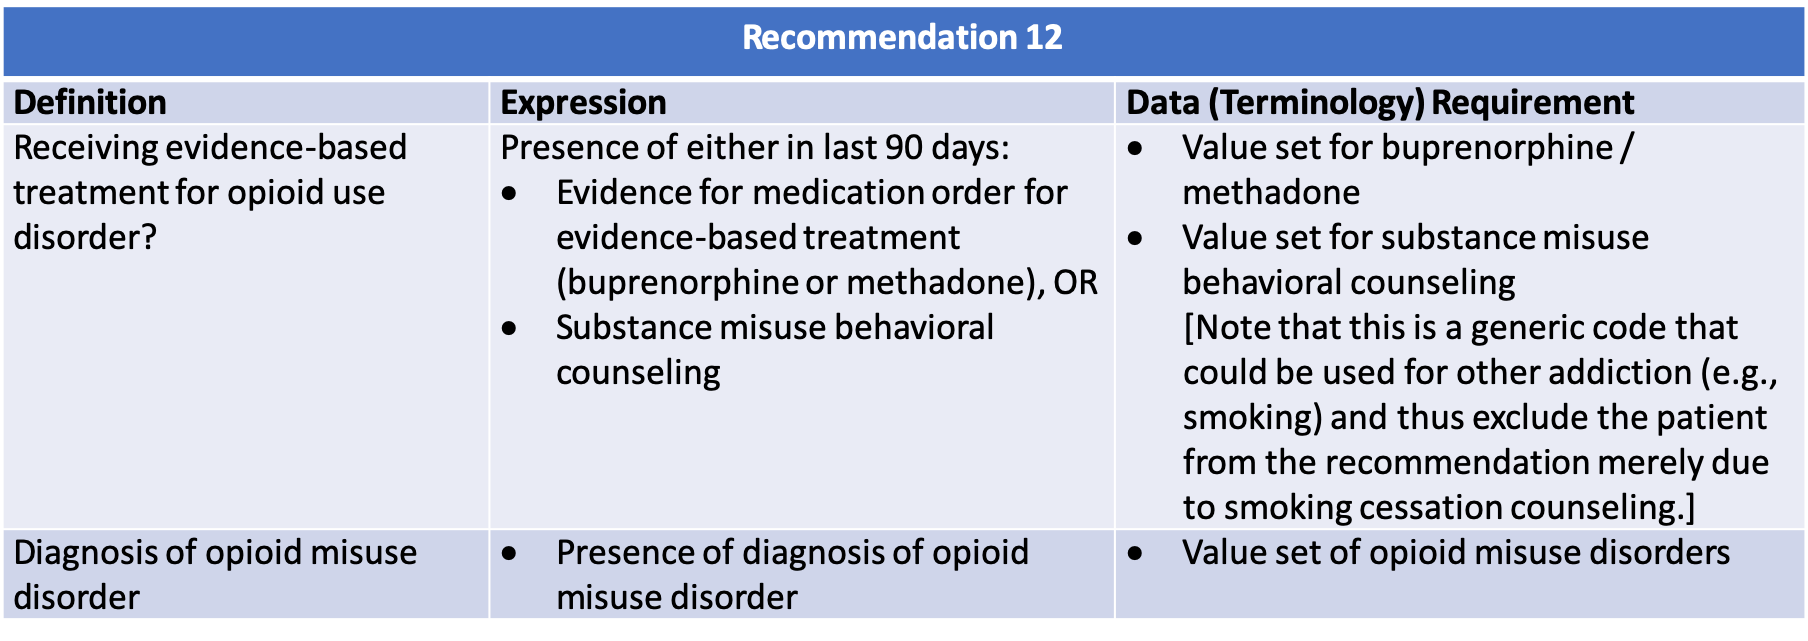 Recommendation 12
Definition
Expression
Data (Terminology) Requirement
Receiving evidence-based
treatment for opioid use
disorder?
Presence of either in last 90 days:
• Evidence for medication order for
evidence-based treatment
(buprenorphine or methadone), OR
• Substance misuse behavioral
counseling
• Value set for buprenorphine /
methadone
• Value set for substance misuse
behavioral counseling
[Note that this is a generic code that
could be used for other addiction (e.g.,
smoking) and thus exclude the patient
from the recommendation merely due
to smoking cessation counseling.]
Diagnosis of opioid misuse
disorder
• Presence of diagnosis of opioid
misuse disorder
• Value set of opioid misuse disorders